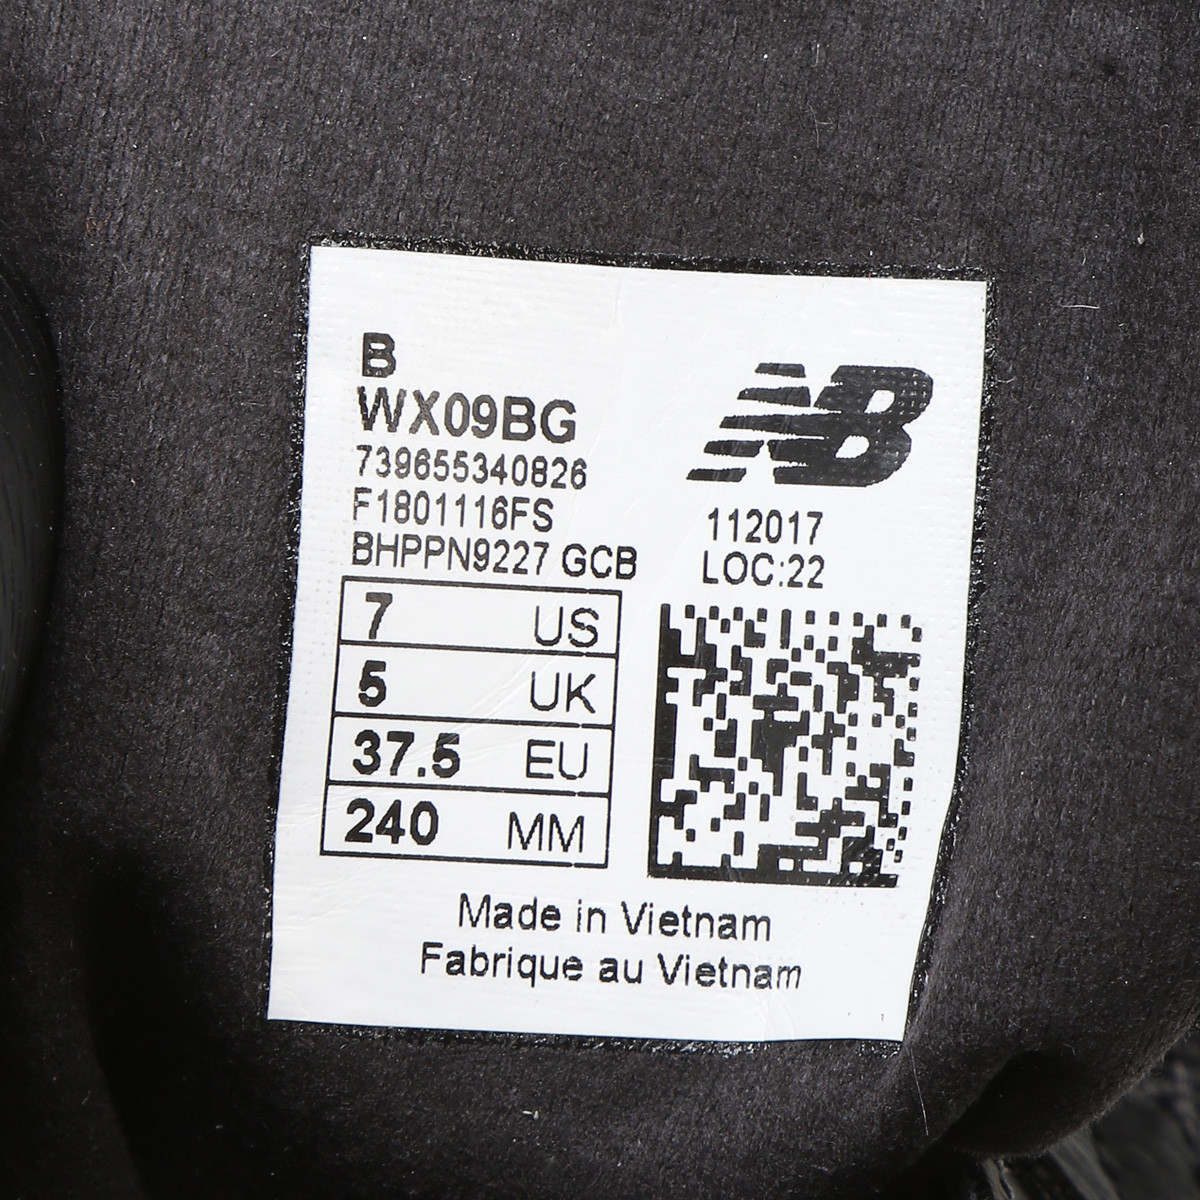 B
WX09BG
739655340826
F1801116FS
BHPPN9227 GCB
NB
112017
LOC:22
7 US
5 UK
37.5 EU
240 MM
Made in Vietnam
Fabrique au Vietnam